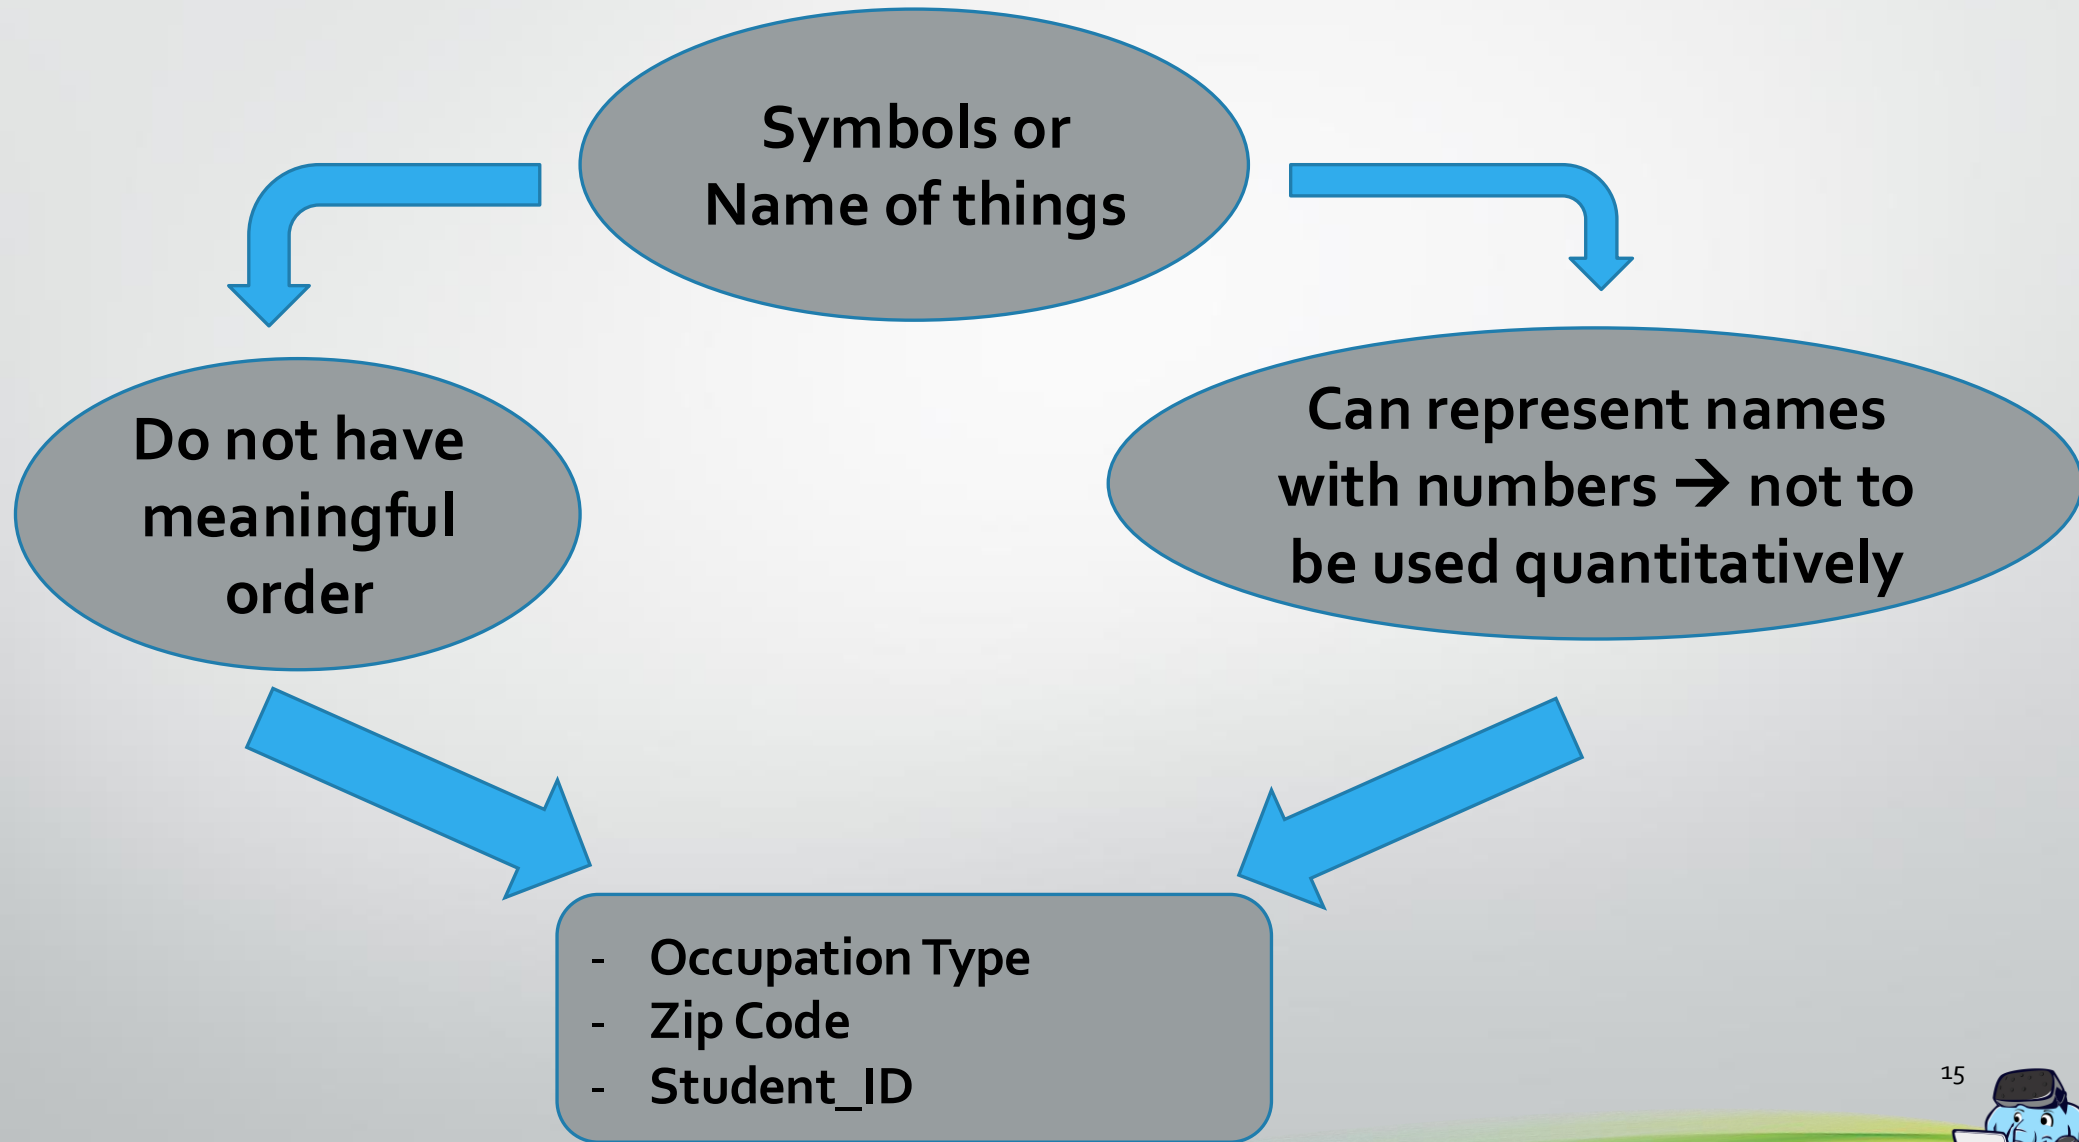 Symbols or
Name of things
Do not have
meaningful
order
Can represent names
with numbers → not to
be used quantitatively
- Occupation Type
- Zip Code
- Student_ID
15